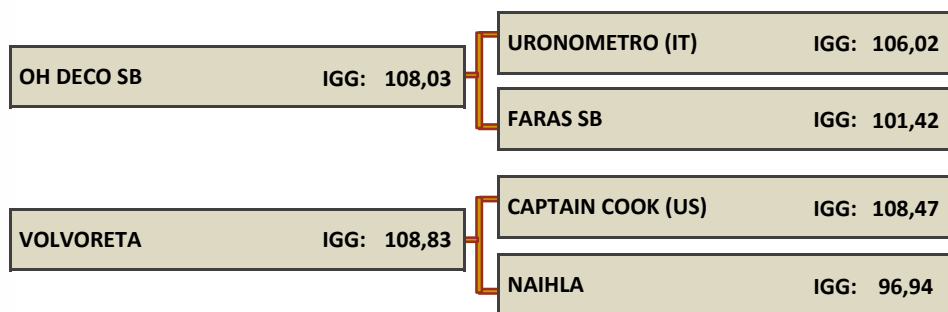 URONOMETRO (IT) IGG: 106,02
OH DECO SB IGG: 108,03
FARAS SB IGG: 101,42
CAPTAIN COOK (US) IGG: 108,47
VOLVORETA IGG: 108,83
NAIHLA IGG: 96,94